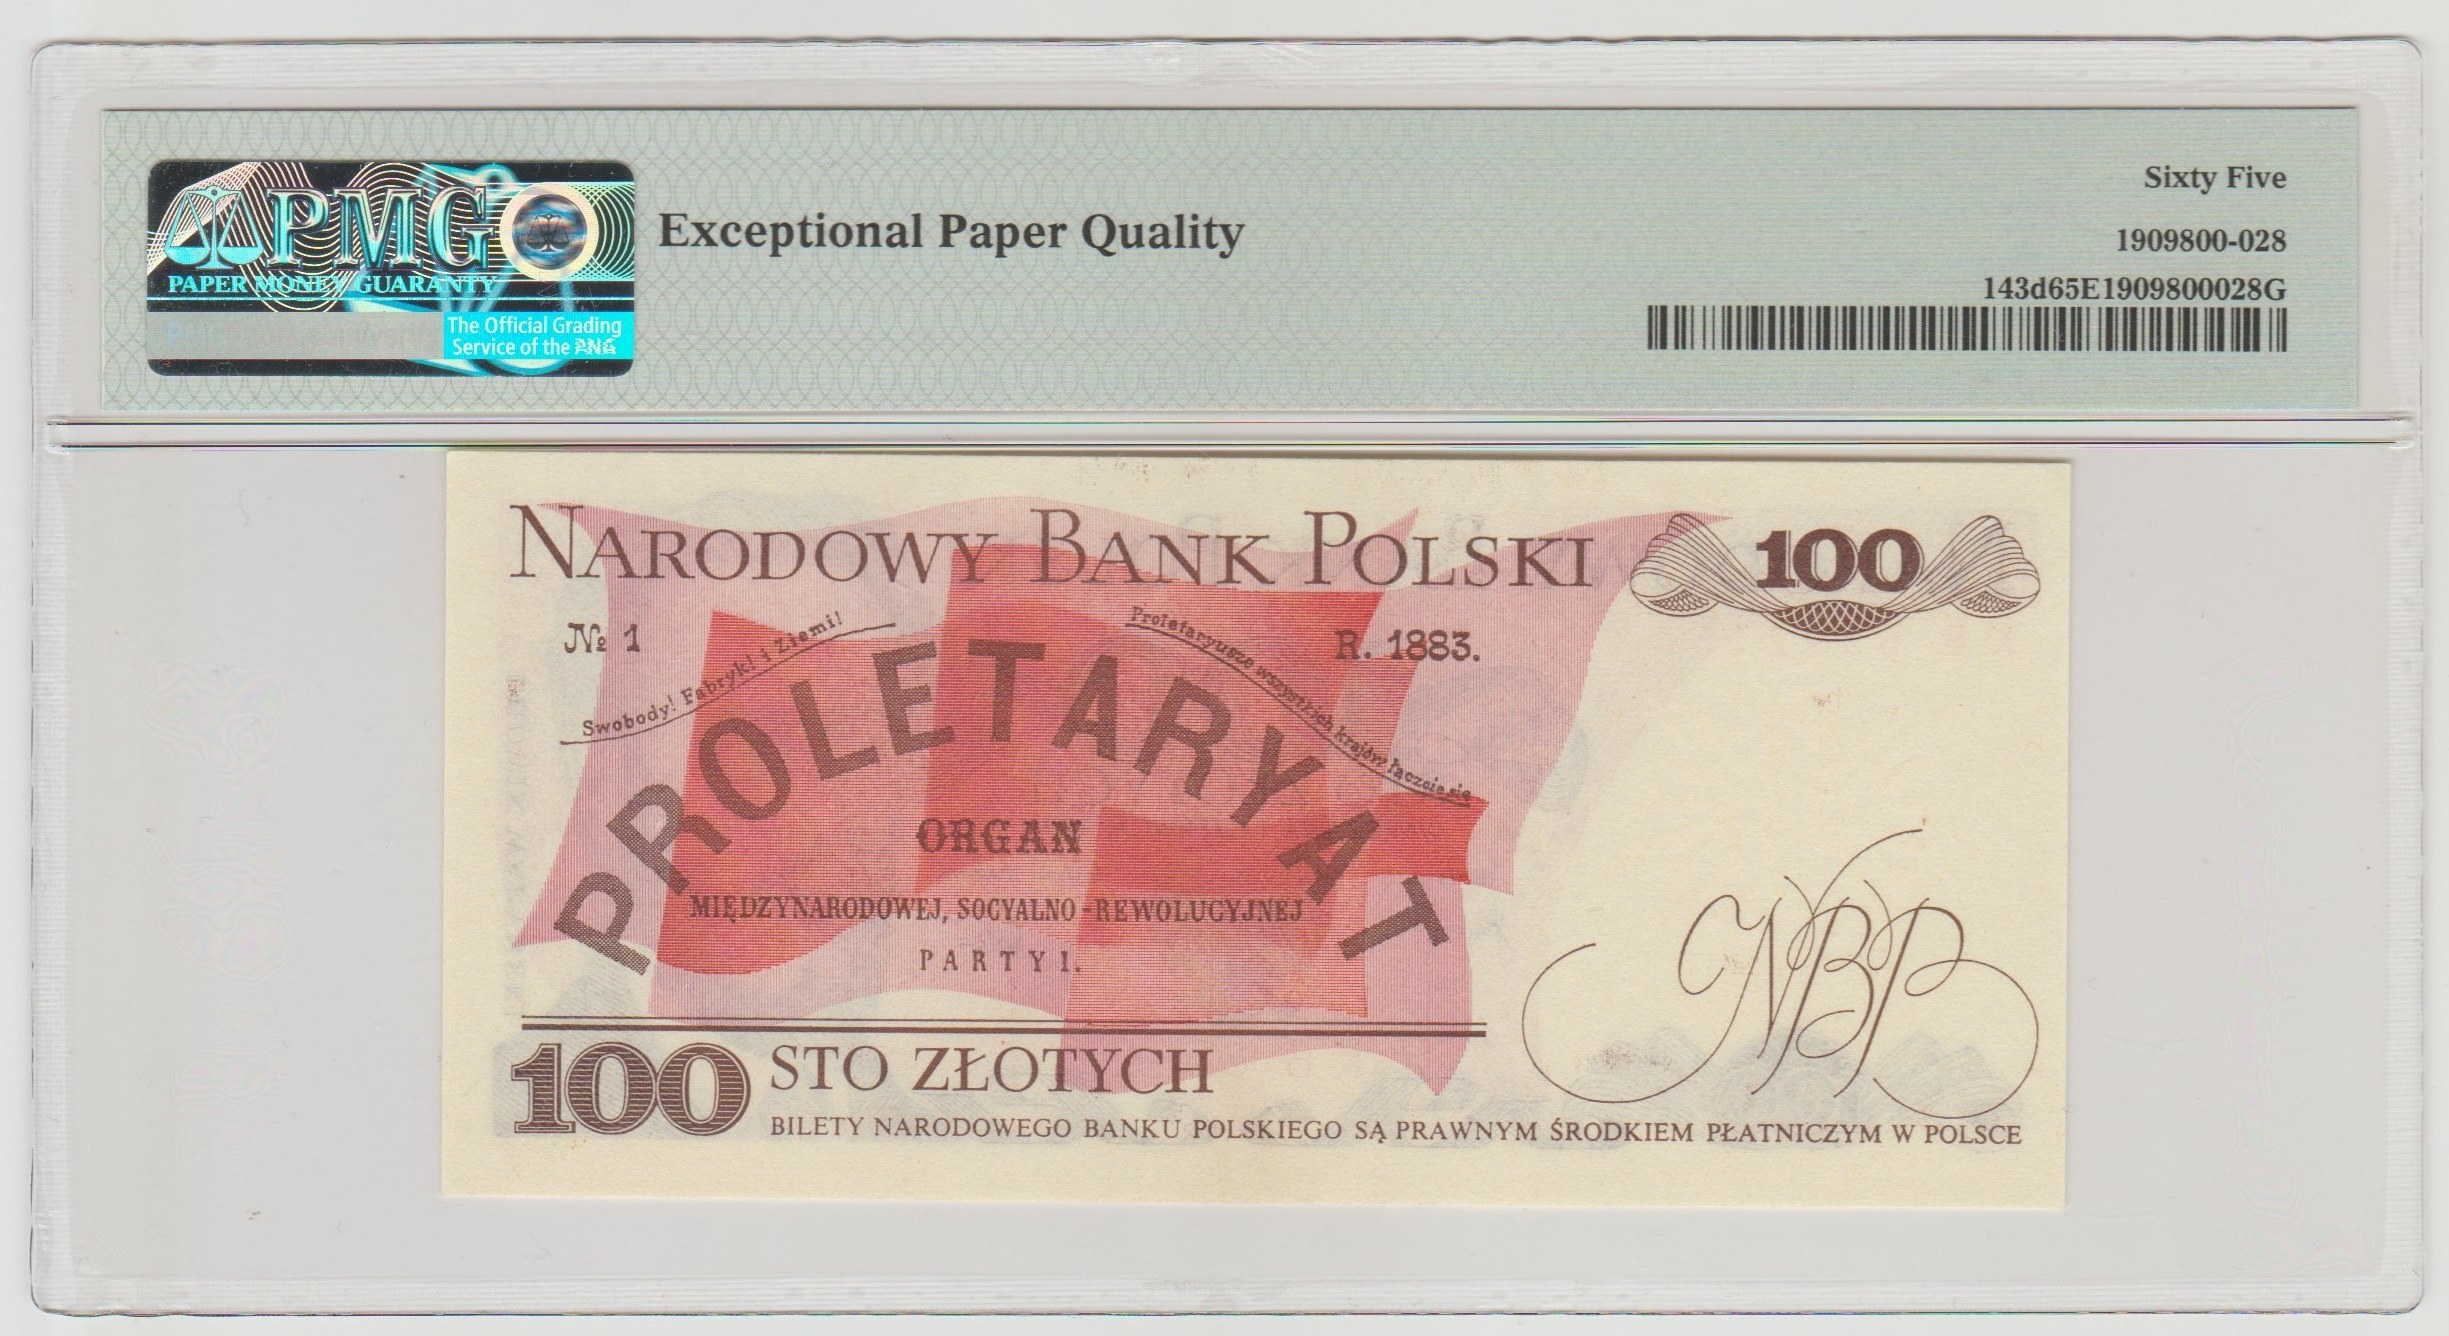 PMG
PAPER MONEY GUARANTY
The Official Grading
Service of the PNG
Exceptional Paper Quality
Sixty Five
1909800-028
143d65E1909800028G
NARODOWY BANK POLSKI
100
№ 1
R. 1883.
Swobody! Fabryk! i Ziemi!
Proletaryusze wszystkich krajów łączcie się
PROLETARYAT
ORGAN
MIĘDZYNARODOWEJ, SOCYALNO-REWOLUCYJNEJ
PARTYI.
NBP
100 STO ZŁOTYCH
BILETY NARODOWEGO BANKU POLSKIEGO SĄ PRAWNYM ŚRODKIEM PŁATNICZYM W POLSCE